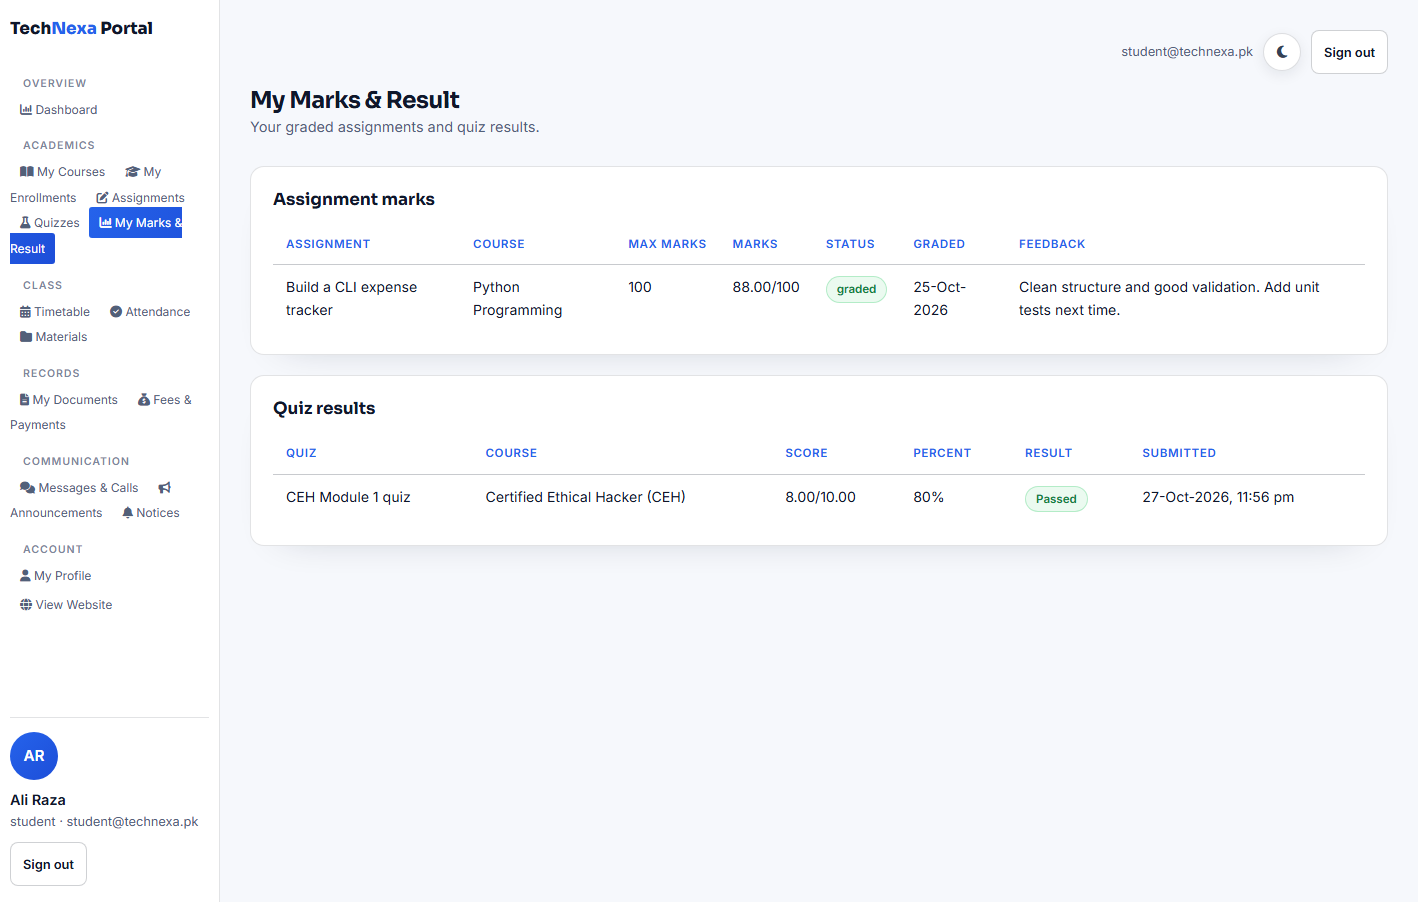 TechNexa Portal
OVERVIEW
Dashboard
ACADEMICS
My Courses My
Enrollments Assignments
Quizzes My Marks &
Result
CLASS
Timetable Attendance
Materials
RECORDS
My Documents Fees &
Payments
COMMUNICATION
Messages & Calls
Announcements Notices
ACCOUNT
My Profile
View Website
AR
Ali Raza
student · student@technexa.pk
Sign out
student@technexa.pk Sign out
My Marks & Result
Your graded assignments and quiz results.
Assignment marks
ASSIGNMENT COURSE MAX MARKS MARKS STATUS GRADED FEEDBACK
Build a CLI expense Python 100 88.00/100 graded 25-Oct- Clean structure and good validation. Add unit
tracker Programming 2026 tests next time.
Quiz results
QUIZ COURSE SCORE PERCENT RESULT SUBMITTED
CEH Module 1 quiz Certified Ethical Hacker (CEH) 8.00/10.00 80% Passed 27-Oct-2026, 11:56 pm